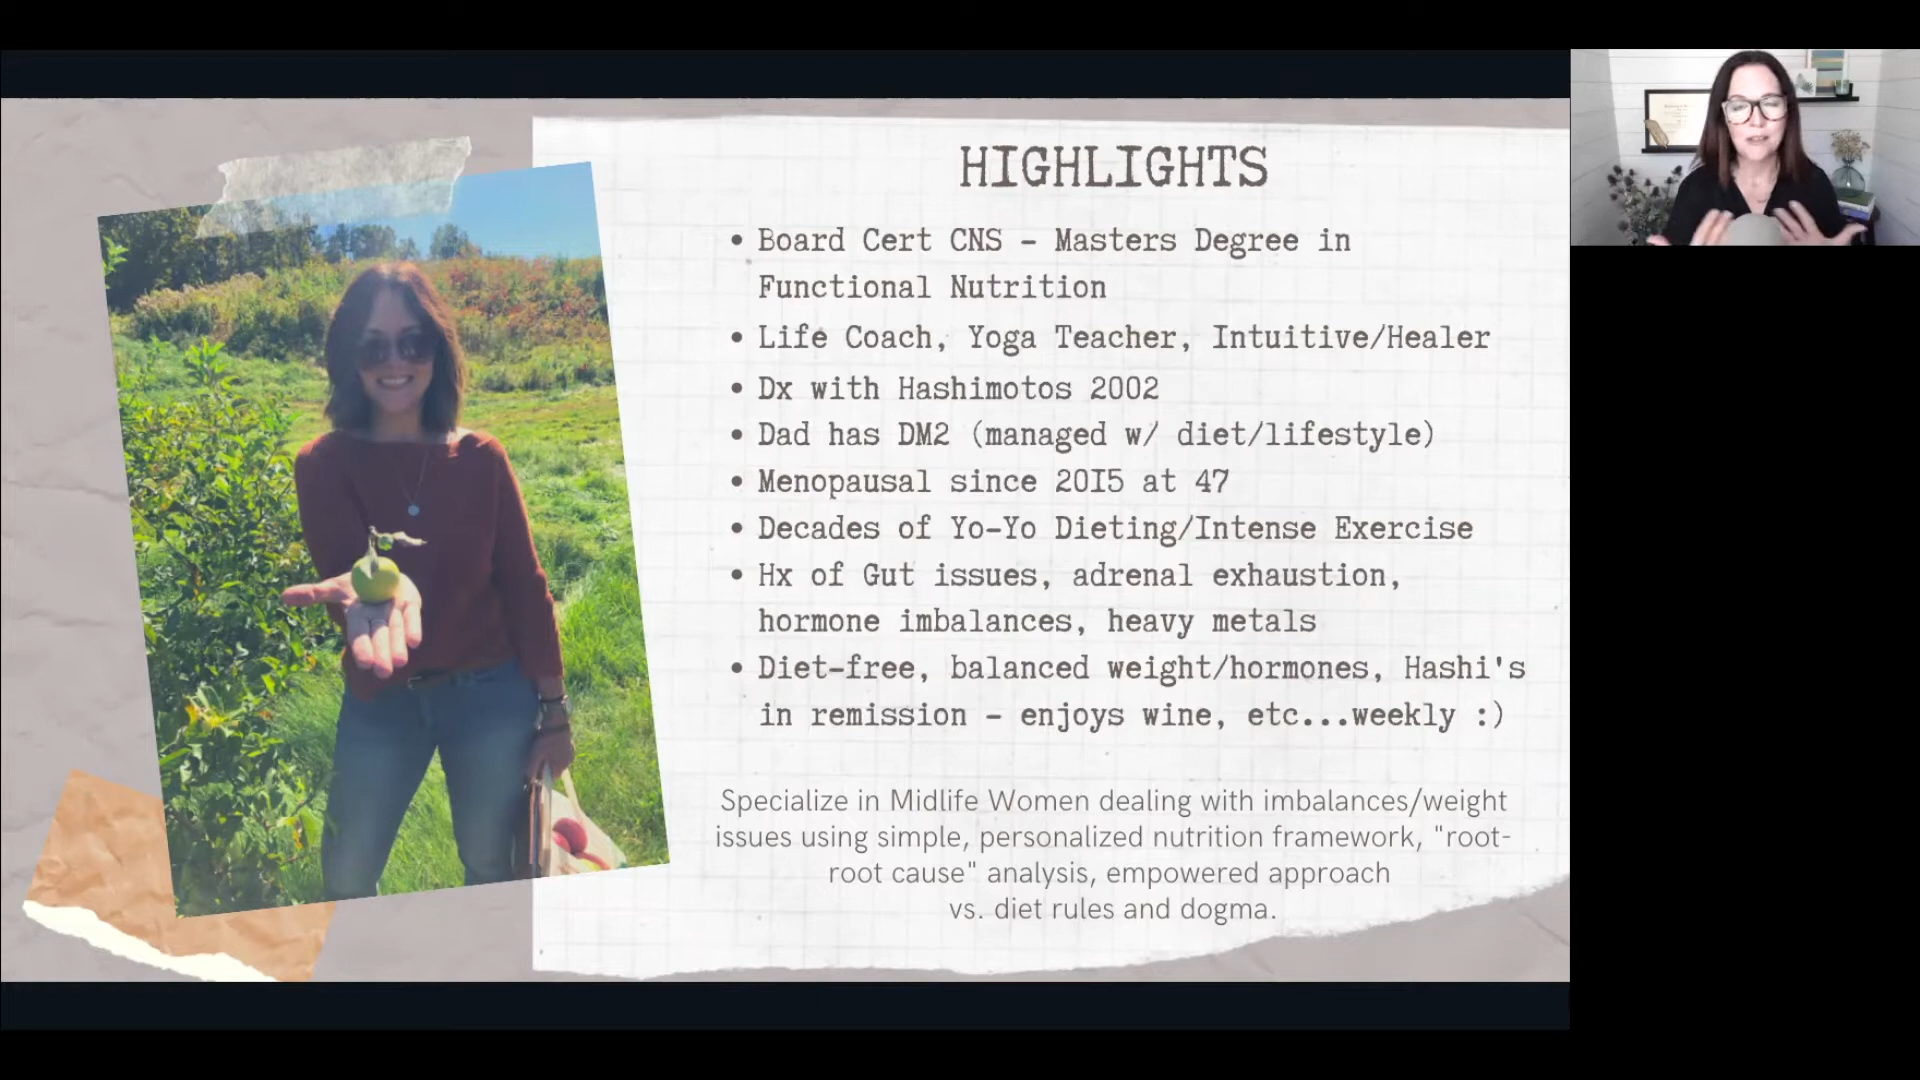 HIGHLIGHTS
• Board Cert CNS - Masters Degree in
Functional Nutrition
• Life Coach, Yoga Teacher, Intuitive/Healer
• Dx with Hashimotos 2002
• Dad has DM2 (managed w/ diet/lifestyle)
• Menopausal since 2015 at 47
• Decades of Yo-Yo Dieting/Intense Exercise
• Hx of Gut issues, adrenal exhaustion,
hormone imbalances, heavy metals
• Diet-free, balanced weight/hormones, Hashi's
in remission - enjoys wine, etc...weekly :)
Specialize in Midlife Women dealing with imbalances/weight
issues using simple, personalized nutrition framework, "root-
root cause" analysis, empowered approach
vs. diet rules and dogma.